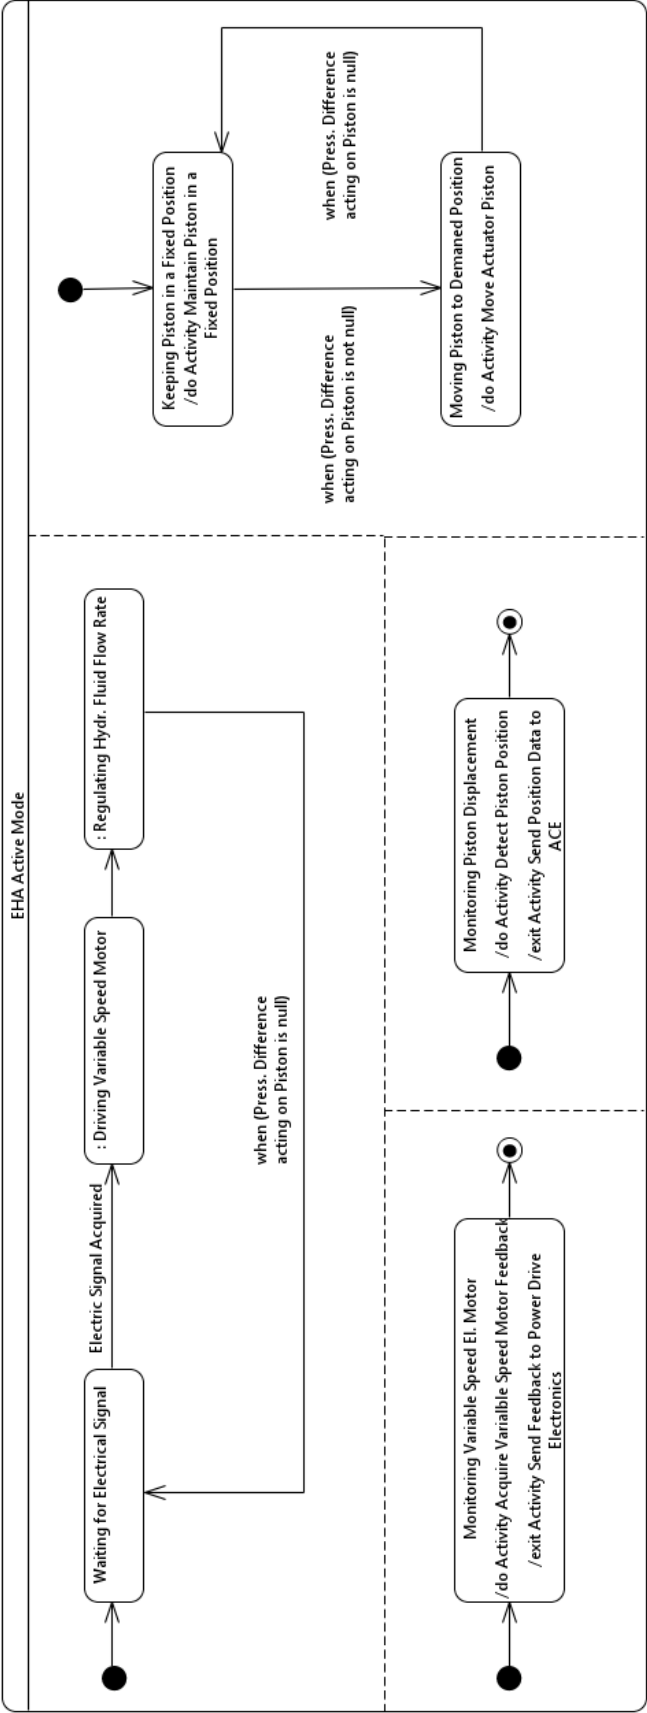 EHA Active Mode
Waiting for Electrical Signal
Electric Signal Acquired
: Driving Variable Speed Motor
: Regulating Hydr. Fluid Flow Rate
when (Press. Difference
acting on Piston is null)
Keeping Piston in a Fixed Position
/do Activity Maintain Piston in a
Fixed Position
when (Press. Difference
acting on Piston is not null)
when (Press. Difference
acting on Piston is null)
Moving Piston to Demaned Position
/do Activity Move Actuator Piston
Monitoring Variable Speed El. Motor
/do Activity Acquire Varialble Speed Motor Feedback
/exit Activity Send Feedback to Power Drive
Electronics
Monitoring Piston Displacement
/do Activity Detect Piston Position
/exit Activity Send Position Data to
ACE